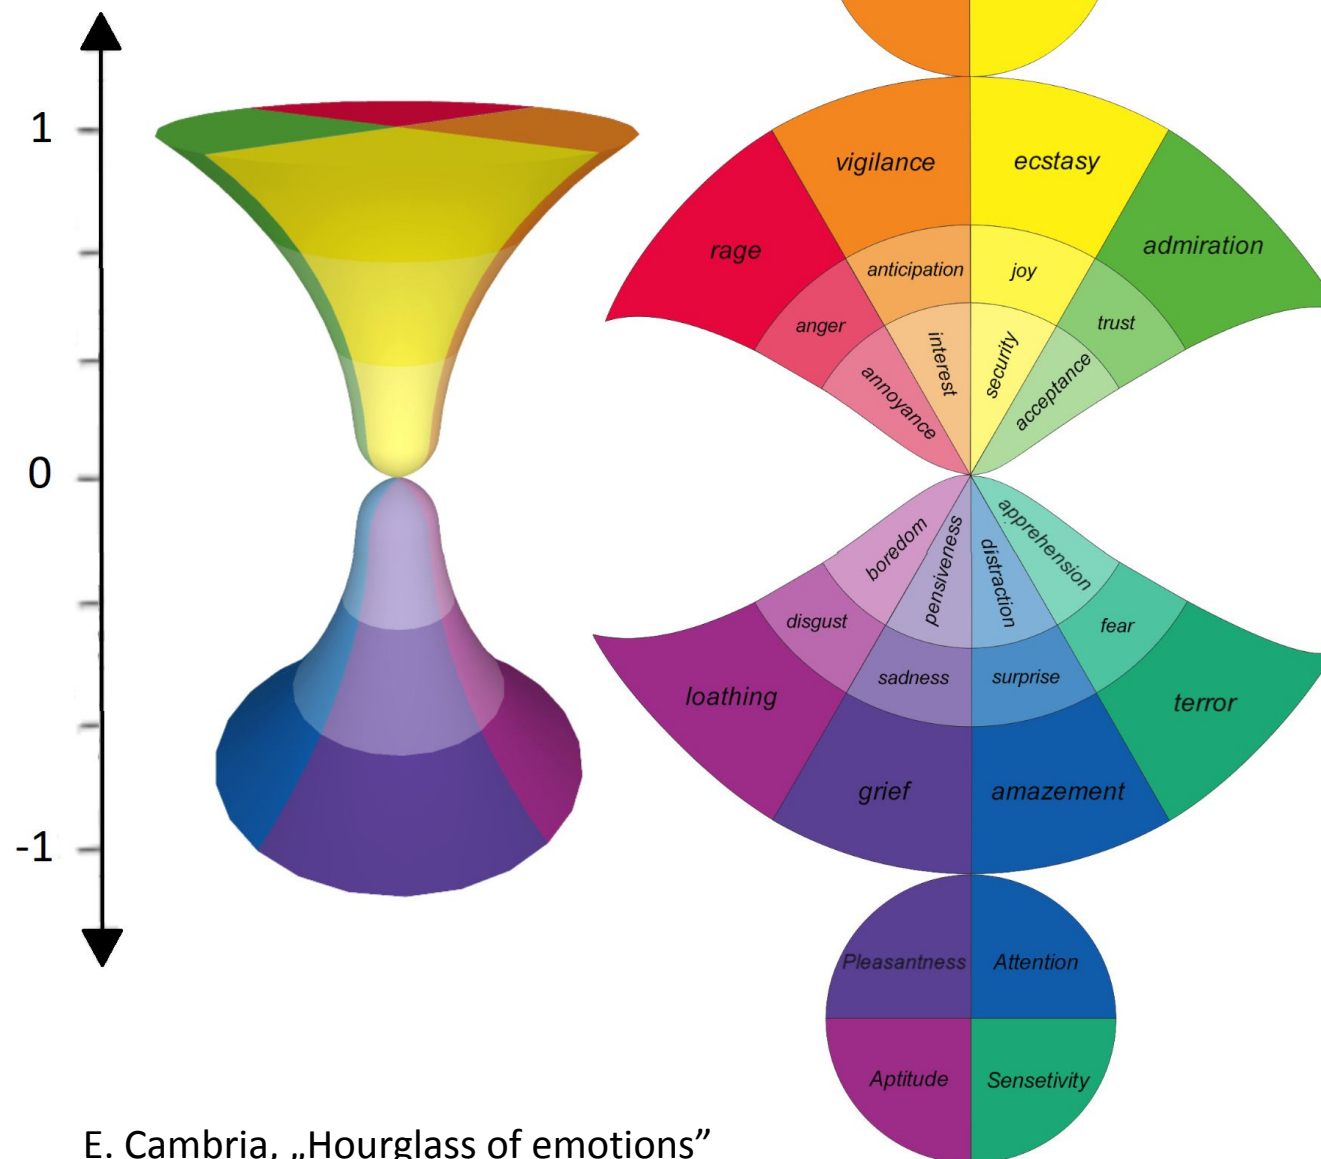 1
0
-1
vigilance
ecstasy
rage
admiration
anticipation
joy
anger
trust
interest
security
annoyance
acceptance
boredom
pensiveness
distraction
apprehension
disgust
fear
sadness
surprise
loathing
terror
grief
amazement
Pleasantness
Attention
Aptitude
Sensetivity
E. Cambria, „Hourglass of emotions”